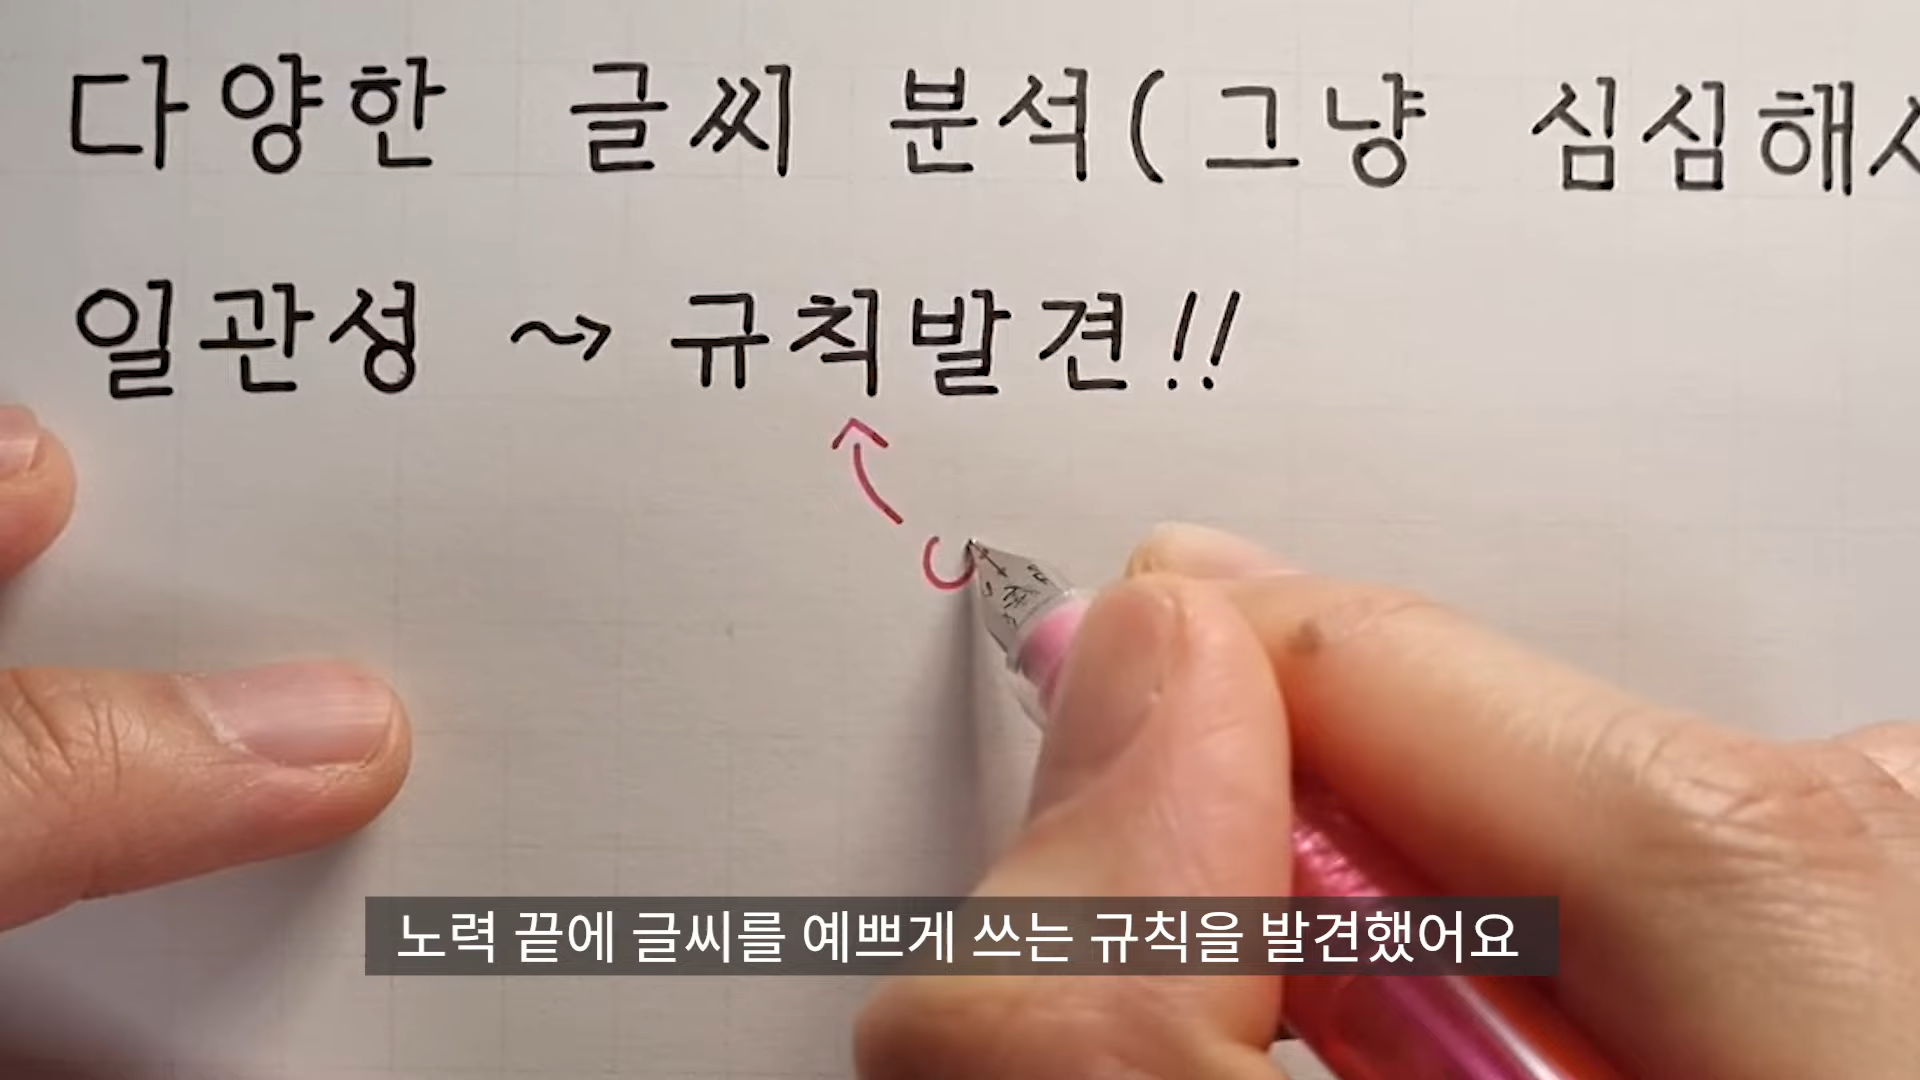 다양한 글씨 분석(그냥 심심해서
일관성 ⤳ 규칙발견!!
노력 끝에 글씨를 예쁘게 쓰는 규칙을 발견했어요